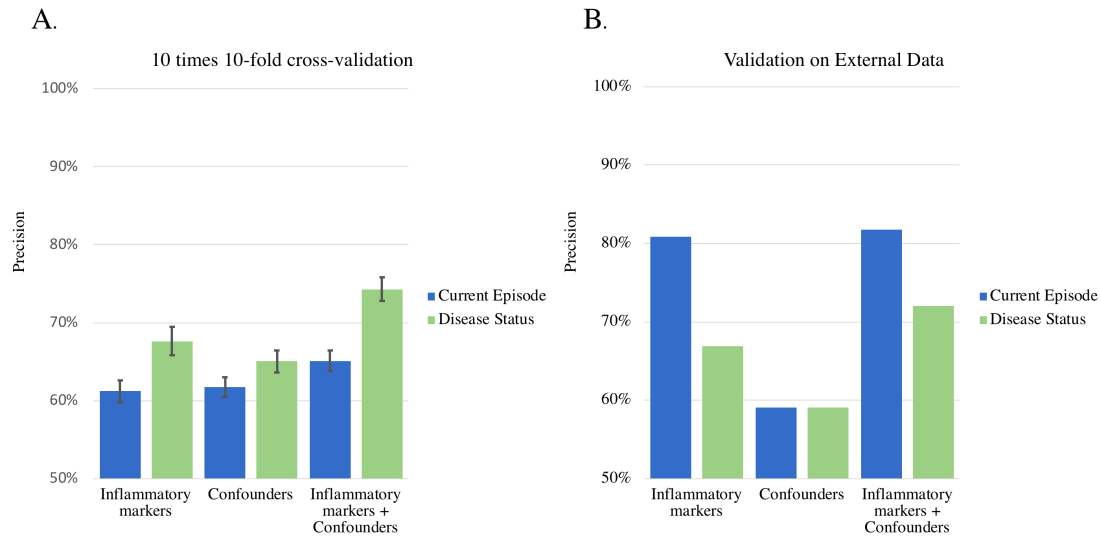 A.
10 times 10-fold cross-validation
100%
90%
80%
70%
60%
50%
Precision
Inflammatory
markers
Confounders
Inflammatory
markers +
Confounders
Current Episode
Disease Status
B.
Validation on External Data
100%
90%
80%
70%
60%
50%
Precision
Inflammatory
markers
Confounders
Inflammatory
markers +
Confounders
Current Episode
Disease Status